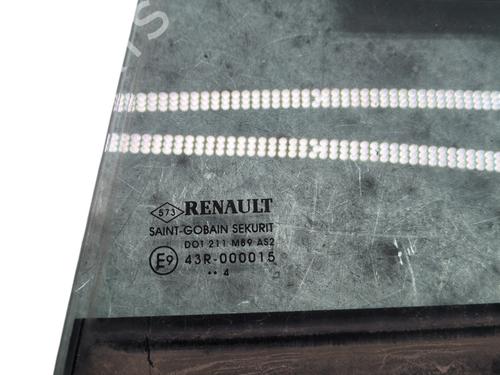 573 RENAULT
SAINT-GOBAIN SEKURIT
DO1 211 M89 AS2
E9 43R-000015
•• 4